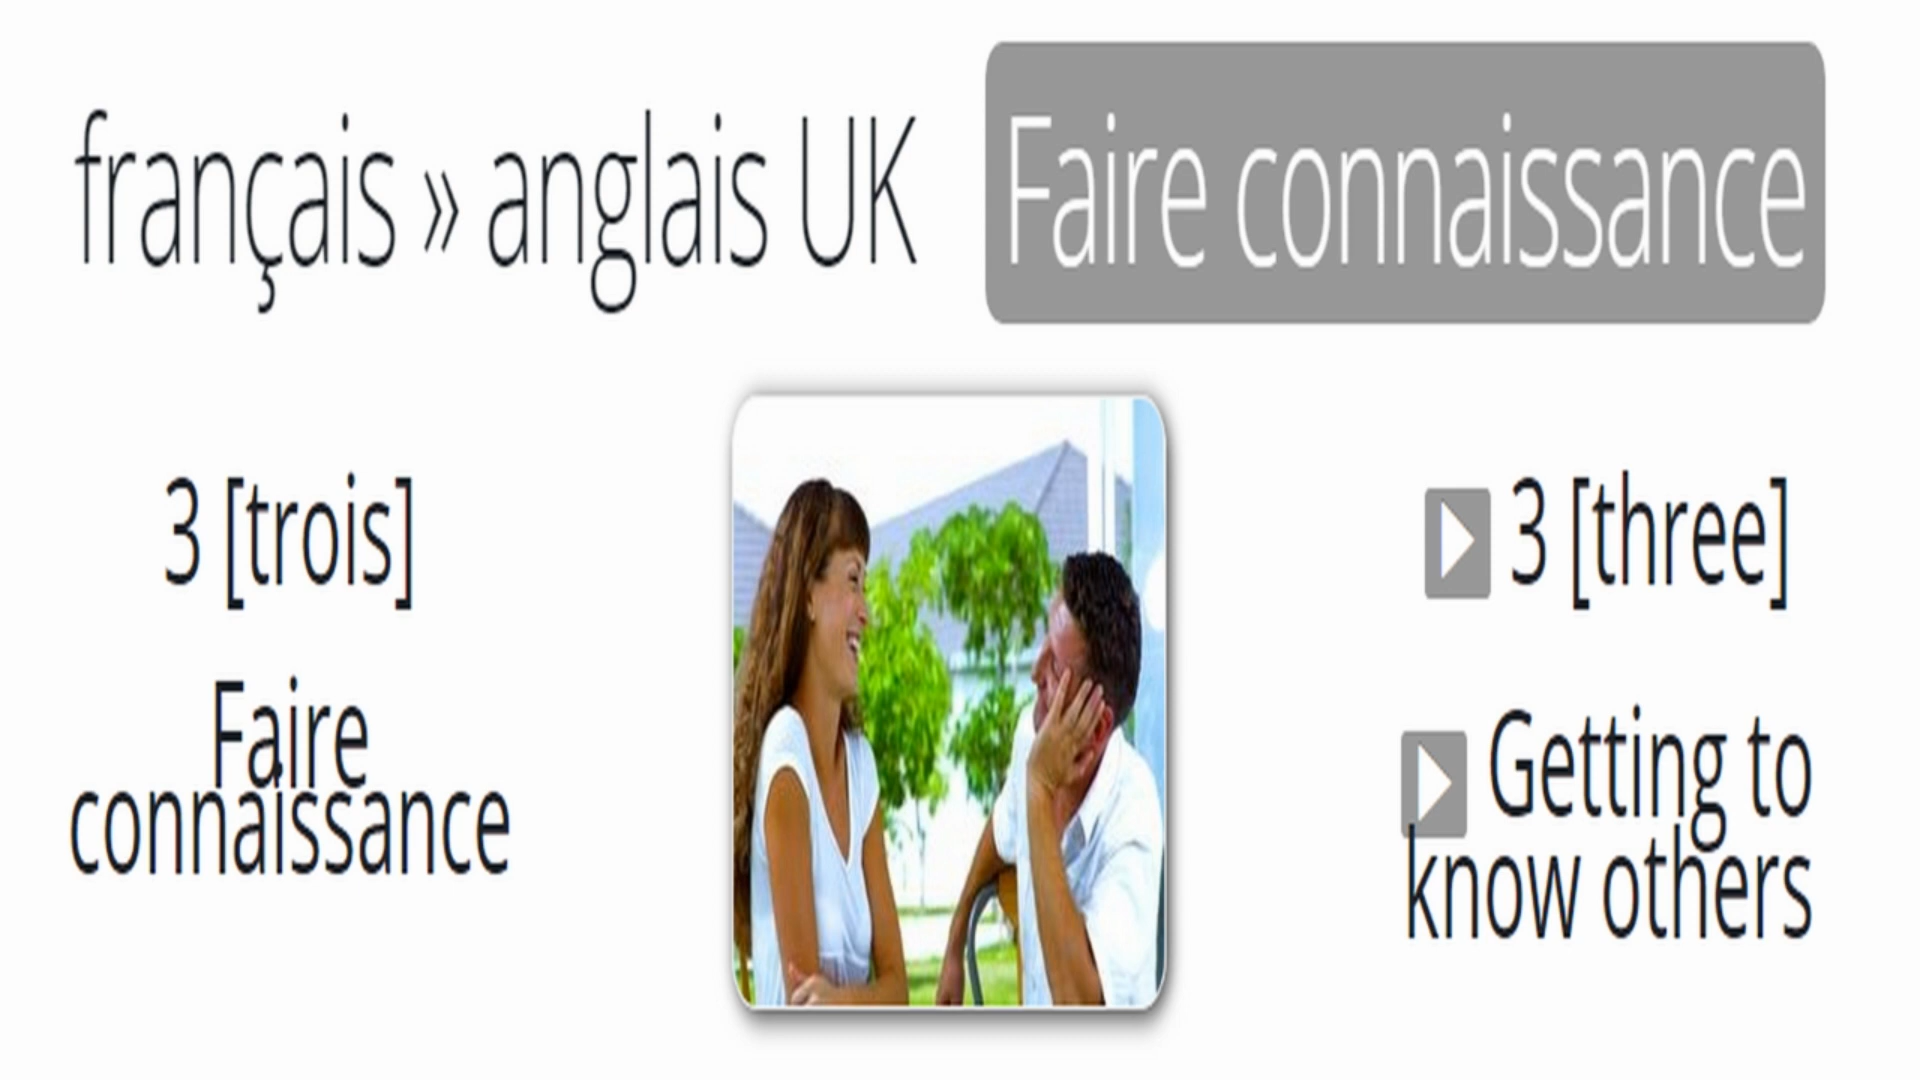 français » anglais UK Faire connaissance
3 [trois]
Faire
connaissance
3 [three]
Getting to
know others